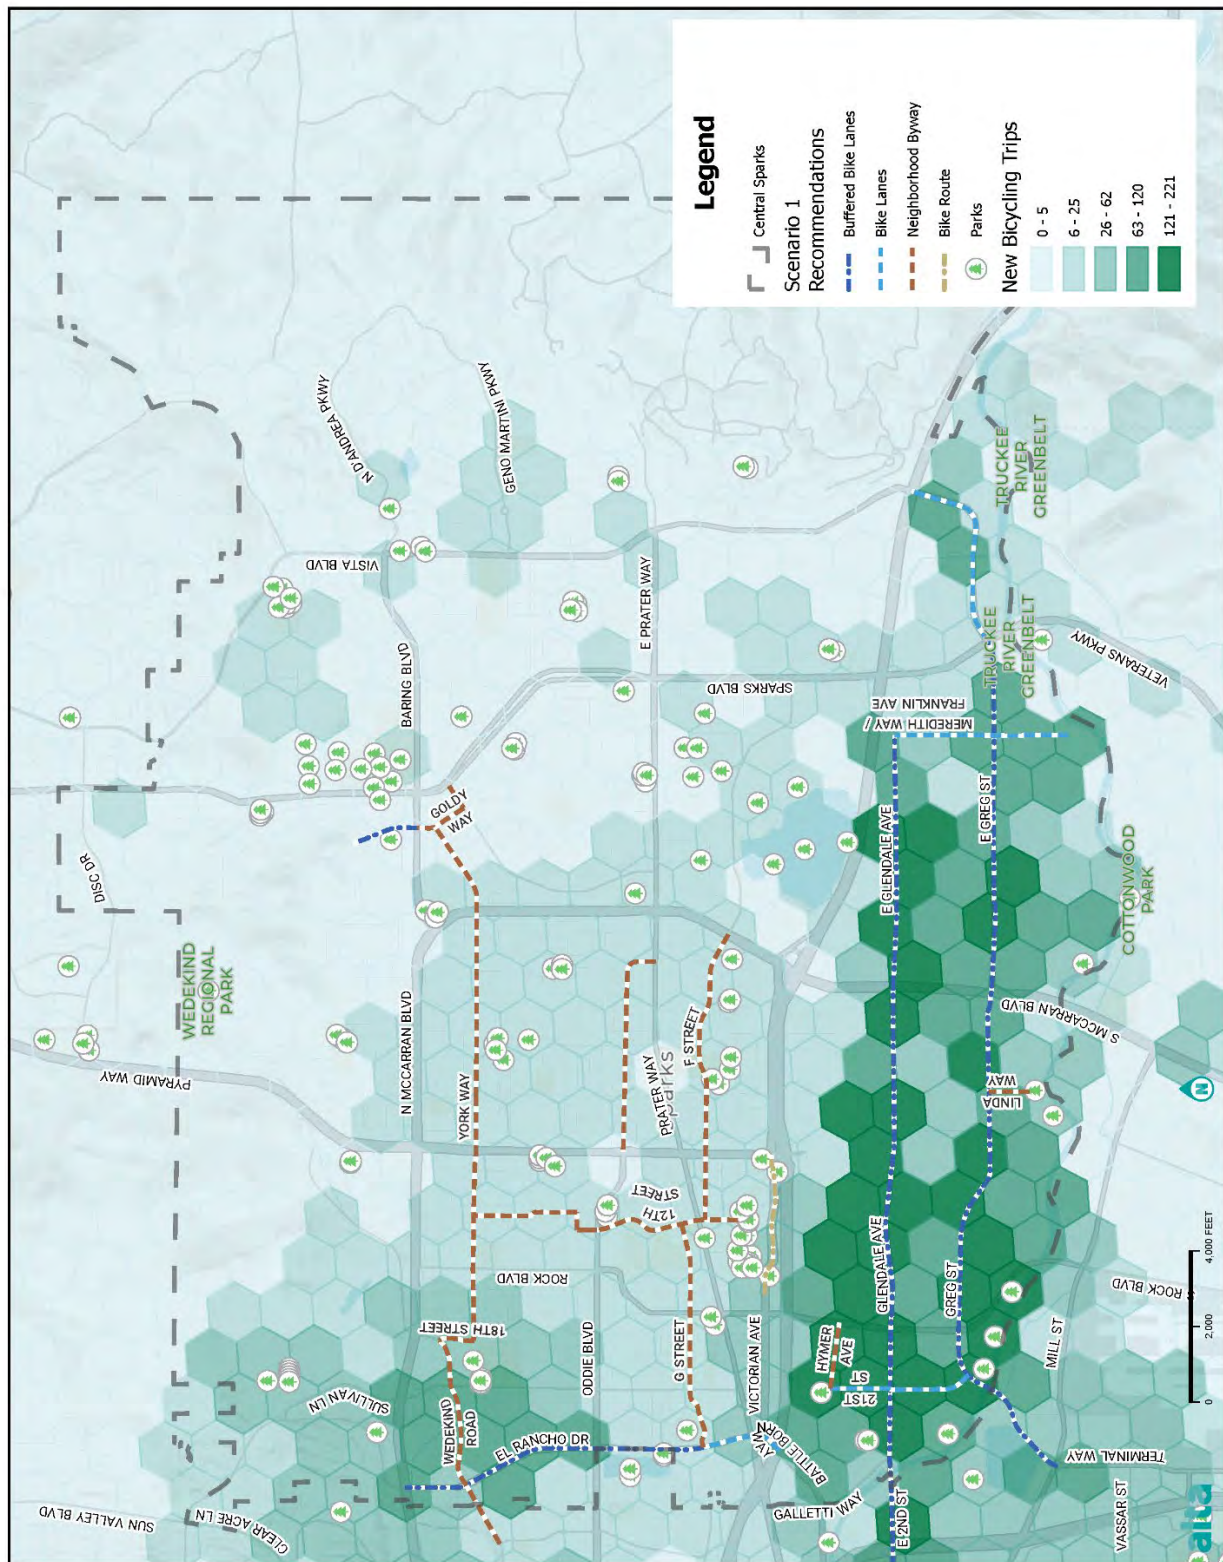 Legend
Central Sparks
Scenario 1
Recommendations
Buffered Bike Lanes
Bike Lanes
Neighborhood Byway
Bike Route
Parks
New Bicycling Trips
0 - 5
6 - 25
26 - 62
63 - 120
121 - 221
SUN VALLEY BLVD
CLEAR ACRE LN
SULLIVAN LN
PYRAMID WAY
WEDEKIND
REGIONAL
PARK
DISC DR
N D'ANDREA PKWY
GENO MARTINI PKWY
VISTA BLVD
BARING BLVD
N MCCARRAN BLVD
GOLDY
WAY
YORK WAY
18TH STREET
WEDEKIND
ROAD
EL RANCHO DR
ODDIE BLVD
ROCK BLVD
12TH
STREET
G STREET
PRATER WAY
E PRATER WAY
F STREET
SPARKS BLVD
VICTORIAN AVE
BATTLE BORN
WAY
GALLETTI WAY
HYMER
AVE
21ST
ST
E 2ND ST
GLENDALE AVE
E GLENDALE AVE
MEREDITH WAY /
FRANKLIN AVE
GREG ST
E GREG ST
LINDA
WAY
S MCCARRAN BLVD
TRUCKEE
RIVER
GREENBELT
TRUCKEE
RIVER
GREENBELT
VETERANS PKWY
COTTONWOOD
PARK
MILL ST
ROCK BLVD
TERMINAL WAY
VASSAR ST
0
2,000
4,000 FEET
N
alta